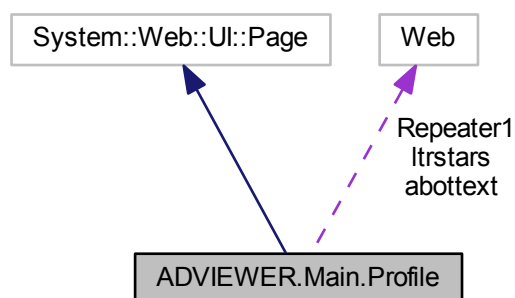 System::Web::UI::Page
Web
Repeater1
ltrstars
abottext
ADVIEWER.Main.Profile